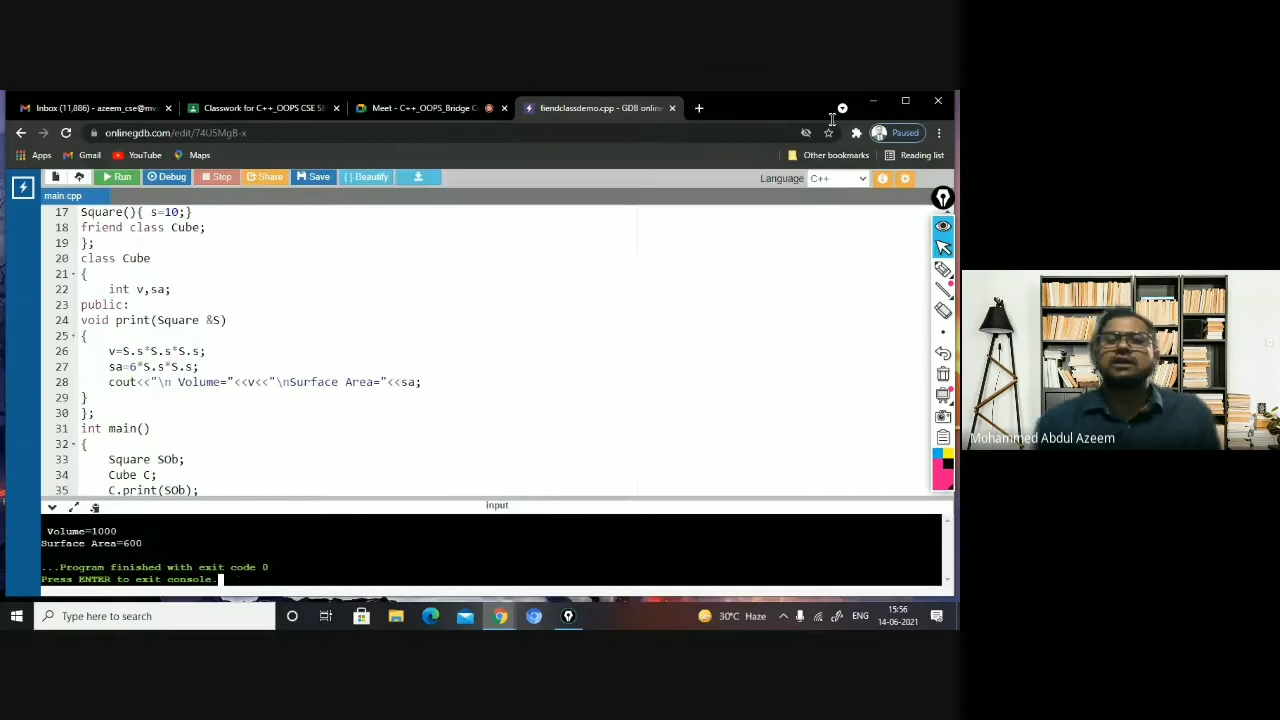 Inbox (11,886) - azeem_cse@mv
Classwork for C++_OOPS CSE SE
Meet - C++_OOPS_Bridge C
fiendclassdemo.cpp - GDB online
onlinegdb.com/edit/74U5MgB-x
Paused
Apps Gmail YouTube Maps
Other bookmarks Reading list
Run Debug Stop Share Save { } Beautify
Language C++
main.cpp
17 Square(){ s=10;}
18 friend class Cube;
19 };
20 class Cube
21 {
22 int v,sa;
23 public:
24 void print(Square &S)
25 {
26 v=S.s*S.s*S.s;
27 sa=6*S.s*S.s;
28 cout<<"\n Volume="<<v<<"\nSurface Area="<<sa;
29 }
30 };
31 int main()
32 {
33 Square SOb;
34 Cube C;
35 C.print(SOb);
input
Volume=1000
Surface Area=600
...Program finished with exit code 0
Press ENTER to exit console.
Mohammed Abdul Azeem
Type here to search
30°C Haze
ENG
15:56
14-06-2021